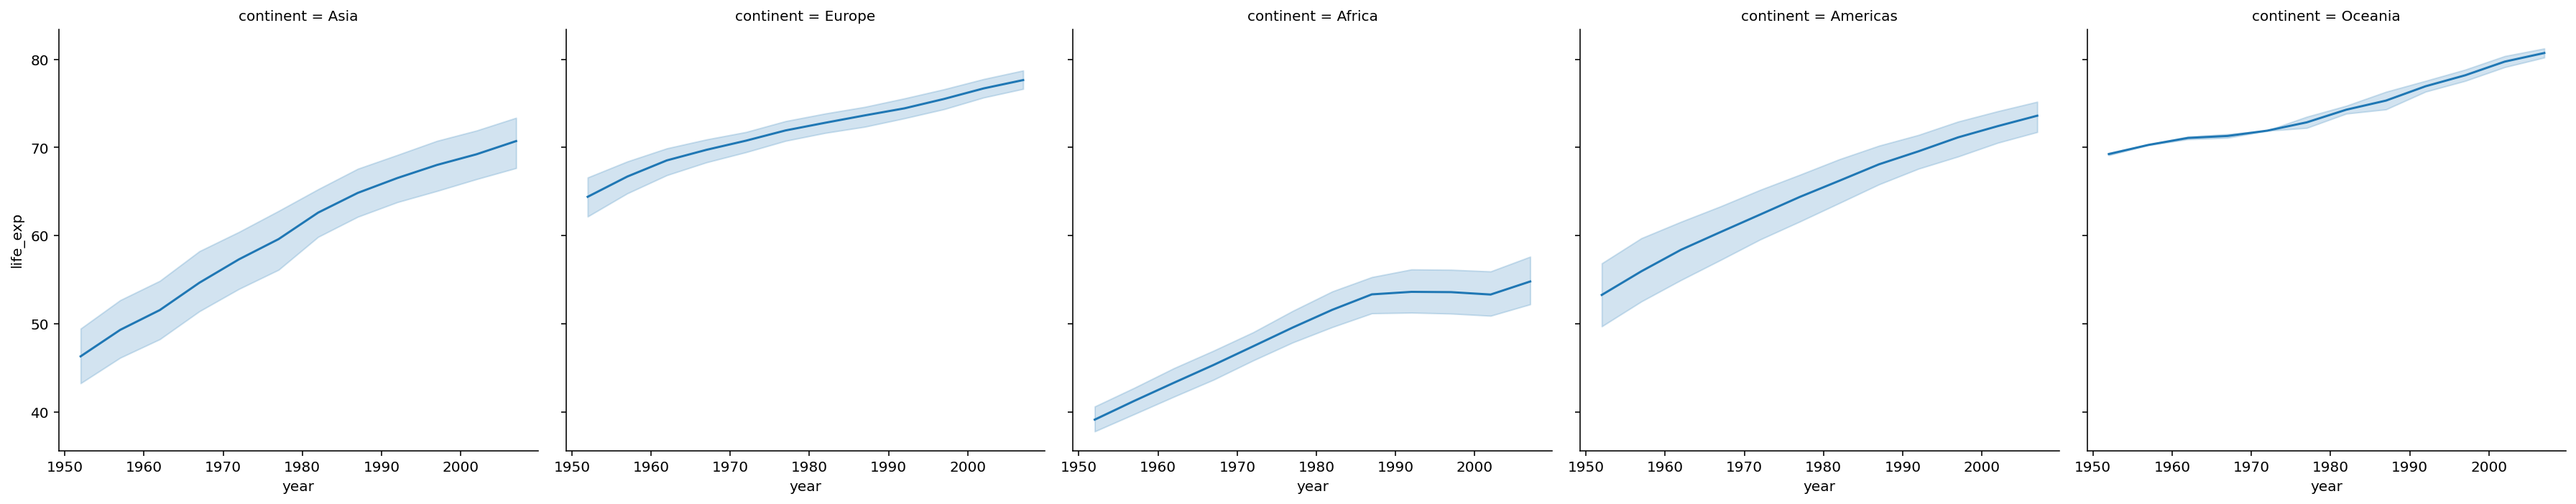 continent = Asia
continent = Europe
continent = Africa
continent = Americas
continent = Oceania
life_exp
80
70
60
50
40
1950 1960 1970 1980 1990 2000
1950 1960 1970 1980 1990 2000
1950 1960 1970 1980 1990 2000
1950 1960 1970 1980 1990 2000
1950 1960 1970 1980 1990 2000
year
year
year
year
year